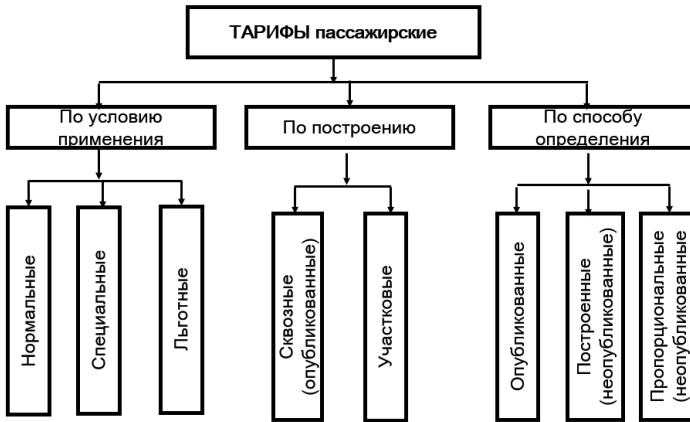 ТАРИФЫ пассажирские
По условию
применения
По построению
По способу
определения
Нормальные
Специальные
Льготные
Сквозные
(опубликованные)
Участковые
Опубликованные
Построенные
(неопубликованные)
Пропорциональные
(неопубликованные